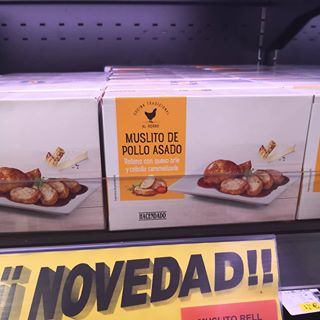 COCINA TRADICIONAL
AL HORNO
MUSLITO DE
POLLO ASADO
Relleno con queso brie
y cebolla caramelizada
HACENDADO
¡¡NOVEDAD!!
MUSLITO RELL